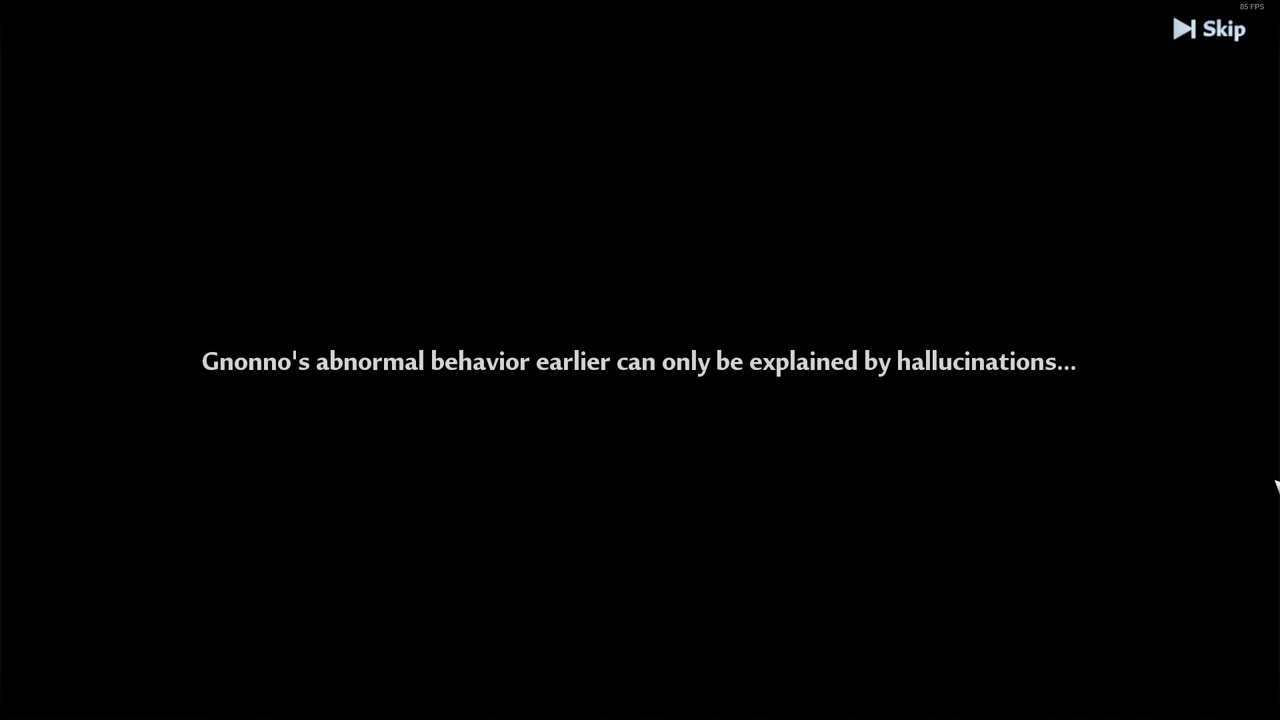 85 FPS
Skip
Gnonno's abnormal behavior earlier can only be explained by hallucinations...